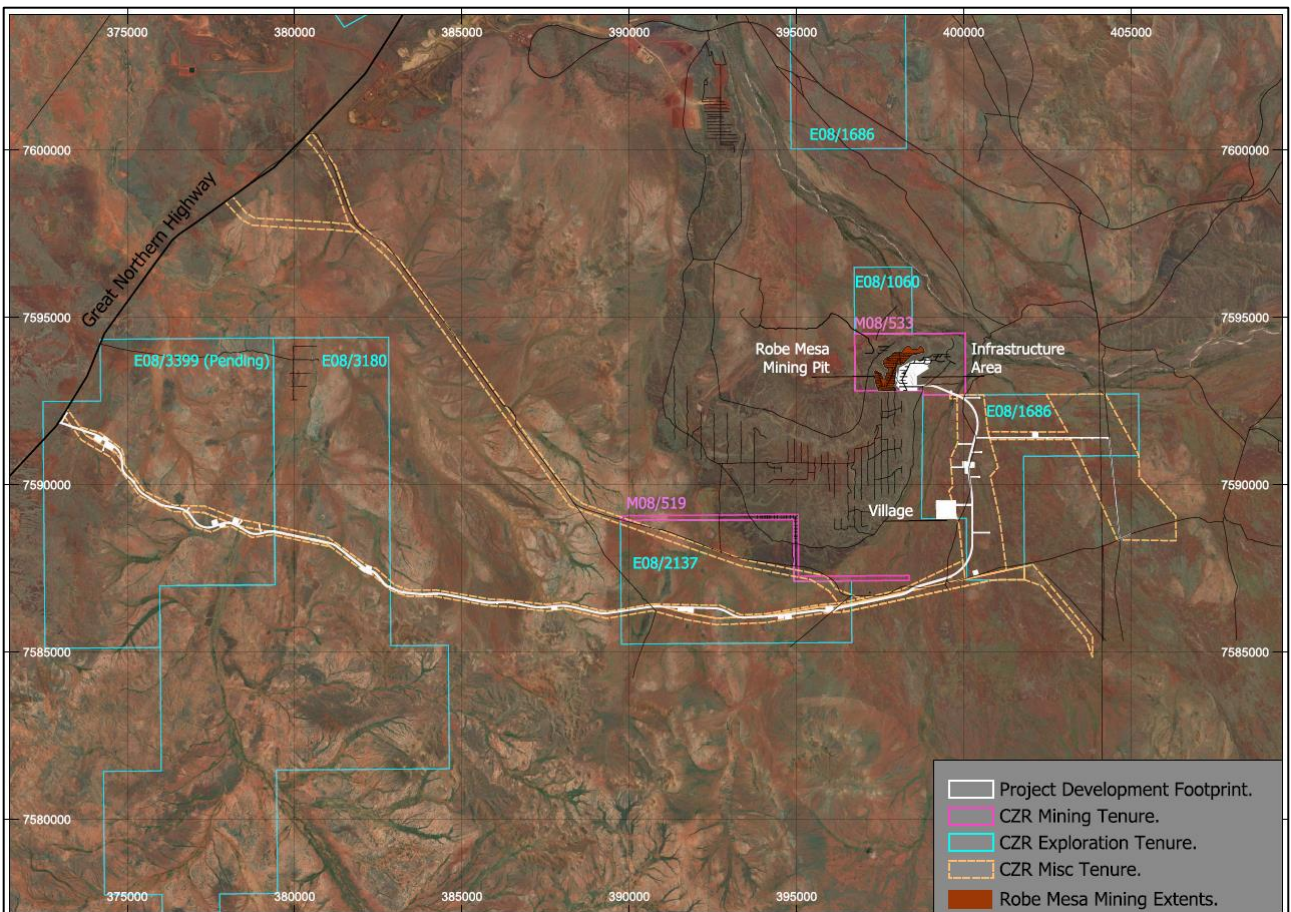 375000
380000
385000
390000
395000
400000
405000
E08/1686
7600000
7600000
Great Northern Highway
E08/1060
7595000
M08/533
7595000
Robe Mesa
Mining Pit
Infrastructure
Area
E08/3399 (Pending)
E08/3180
E08/1686
7590000
M08/519
7590000
Village
E08/2137
7585000
7585000
7580000
375000
380000
385000
390000
395000
Project Development Footprint.
CZR Mining Tenure.
CZR Exploration Tenure.
CZR Misc Tenure.
Robe Mesa Mining Extents.